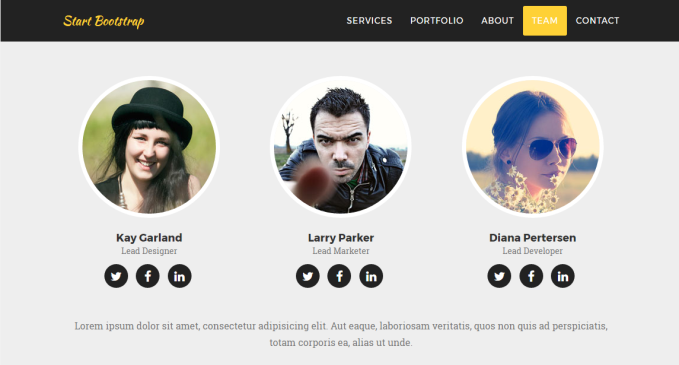 Start Bootstrap
SERVICES PORTFOLIO ABOUT TEAM CONTACT
Kay Garland Larry Parker Diana Pertersen
Lead Designer Lead Marketer Lead Developer
Lorem ipsum dolor sit amet, consectetur adipisicing elit. Aut eaque, laboriosam veritatis, quos non quis ad perspiciatis,
totam corporis ea, alias ut unde.